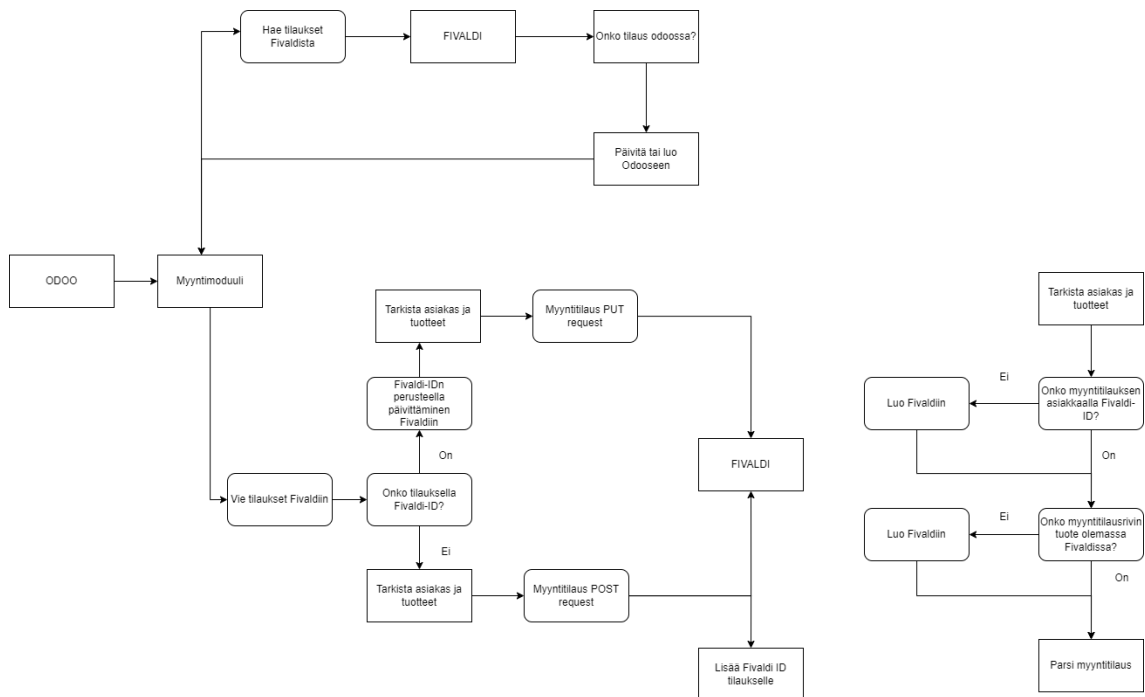 Hae tilaukset
Fivaldista
FIVALDI
Onko tilaus odoossa?
Päivitä tai luo
Odooseen
ODOO
Myyntimoduuli
Tarkista asiakas ja
tuotteet
Myyntitilaus PUT
request
Fivaldi-IDn
perusteella
päivittäminen
Fivaldiin
On
Vie tilaukset Fivaldiin
Onko tilauksella
Fivaldi-ID?
FIVALDI
Ei
Tarkista asiakas ja
tuotteet
Myyntitilaus POST
request
Lisää Fivaldi ID
tilaukselle
Tarkista asiakas ja
tuotteet
Ei
Luo Fivaldiin
Onko myyntitilauksen
asiakkaalla Fivaldi-
ID?
On
Ei
Luo Fivaldiin
Onko myyntitilausrivin
tuote olemassa
Fivaldissa?
On
Parsi myyntitilaus